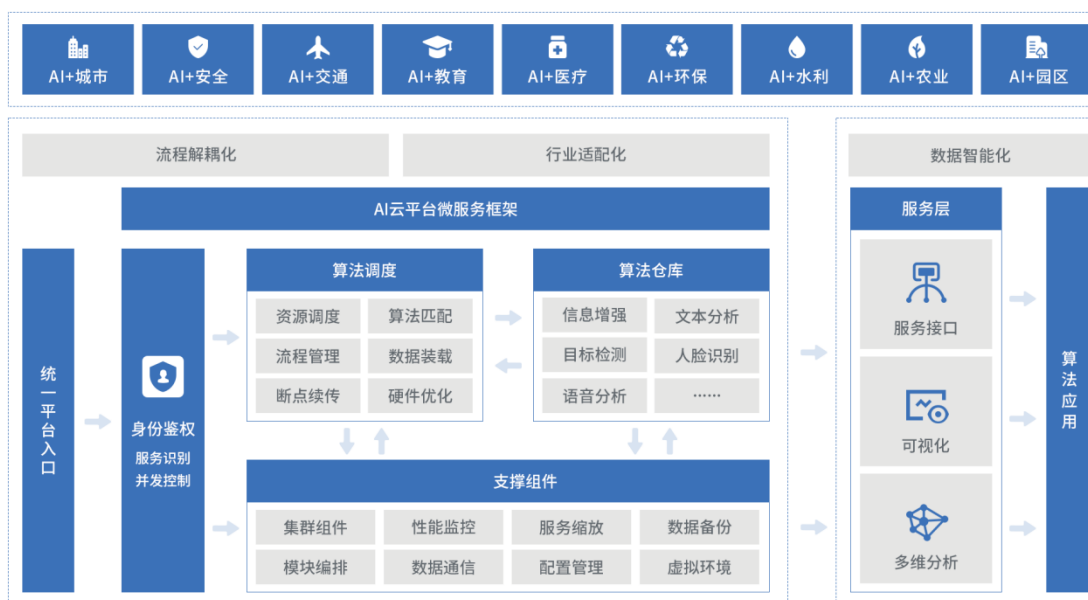 AI+城市
AI+安全
AI+交通
AI+教育
AI+医疗
AI+环保
AI+水利
AI+农业
AI+园区
流程解耦化
行业适配化
数据智能化
AI云平台微服务框架
统一平台入口
身份鉴权
服务识别
并发控制
算法调度
资源调度
算法匹配
流程管理
数据装载
断点续传
硬件优化
算法仓库
信息增强
文本分析
目标检测
人脸识别
语音分析
……
支撑组件
集群组件
性能监控
服务缩放
数据备份
模块编排
数据通信
配置管理
虚拟环境
服务层
服务接口
可视化
多维分析
算法应用